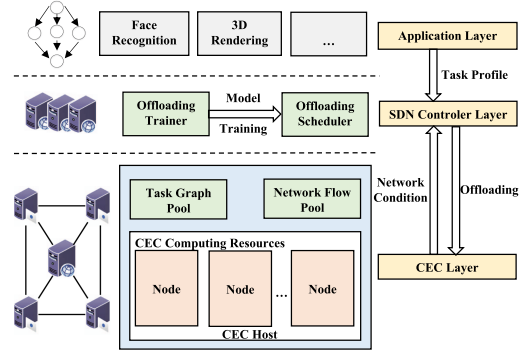 Face
Recognition
3D
Rendering
...
Application Layer
Task Profile
Offloading
Trainer
Model
Training
Offloading
Scheduler
SDN Controler Layer
Network
Condition
Offloading
Task Graph
Pool
Network Flow
Pool
CEC Computing Resources
Node
Node
...
Node
CEC Host
CEC Layer